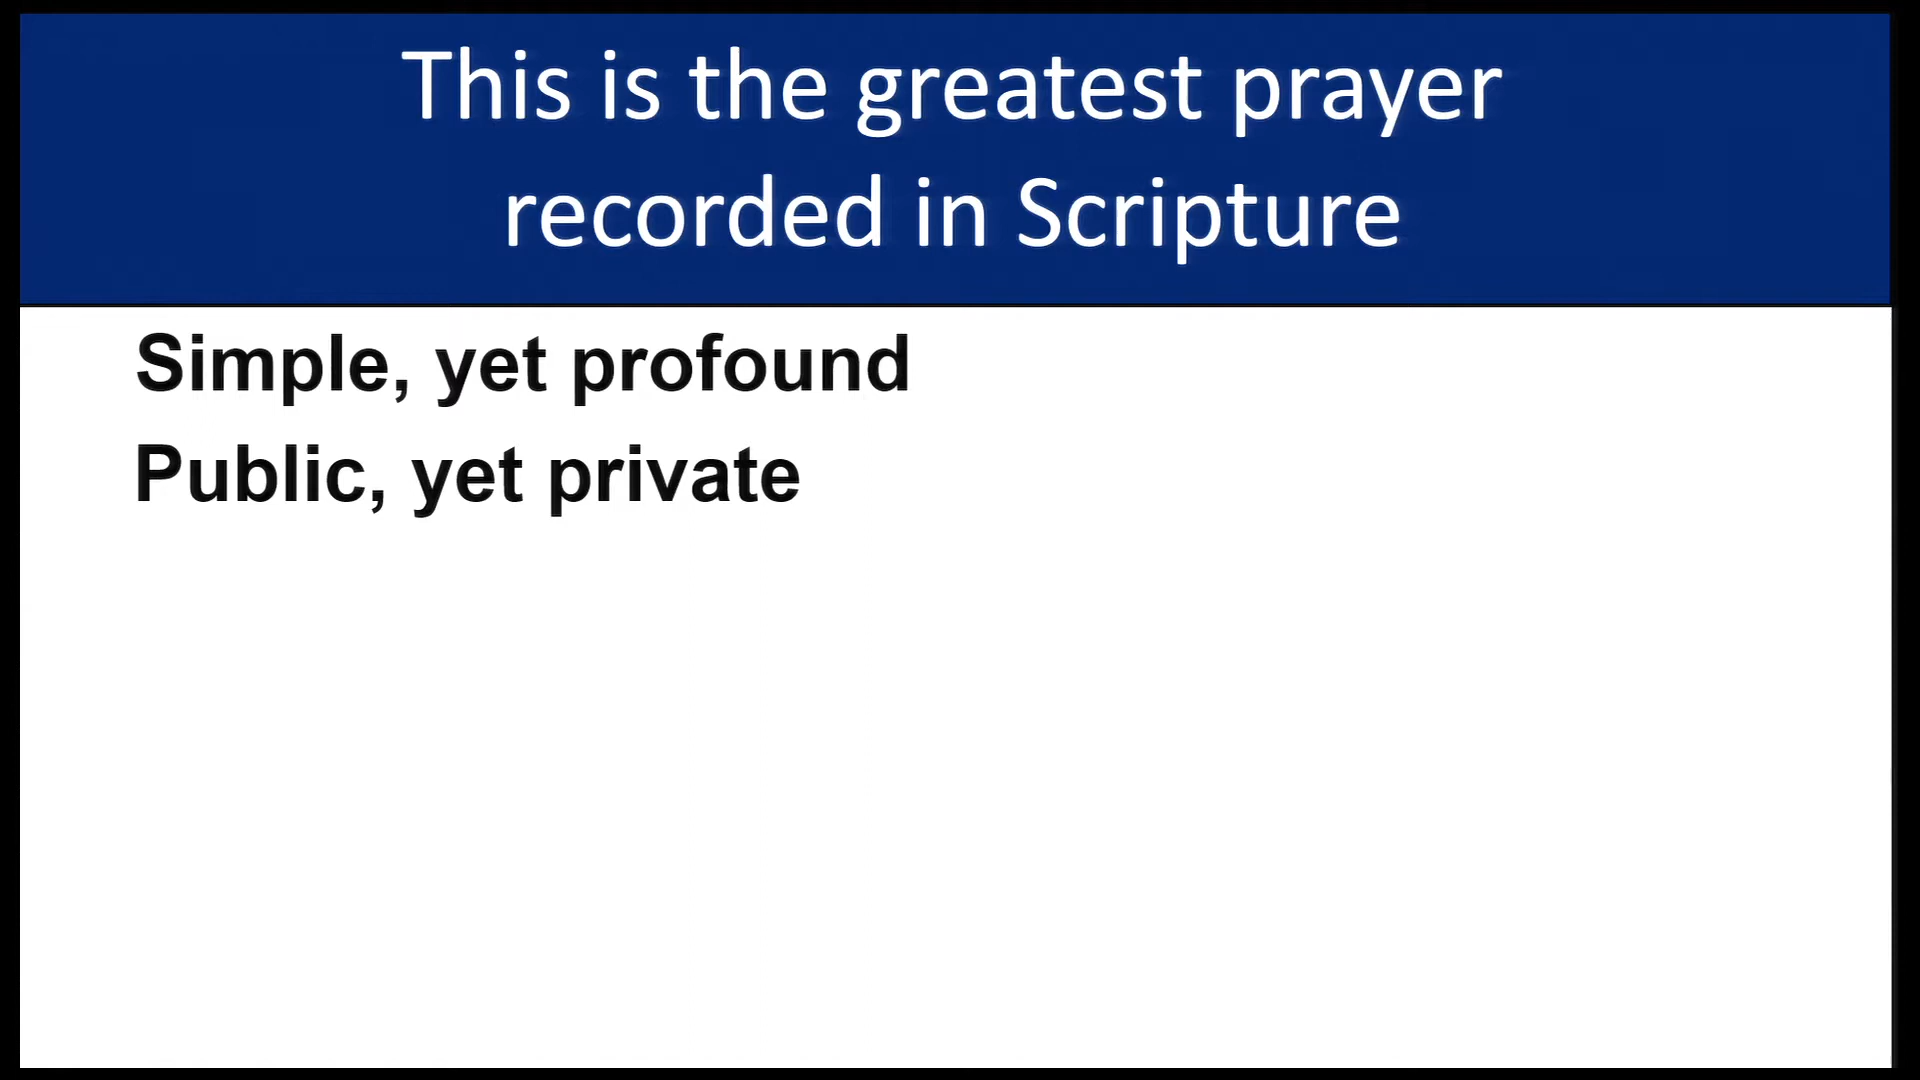 This is the greatest prayer
recorded in Scripture
Simple, yet profound
Public, yet private